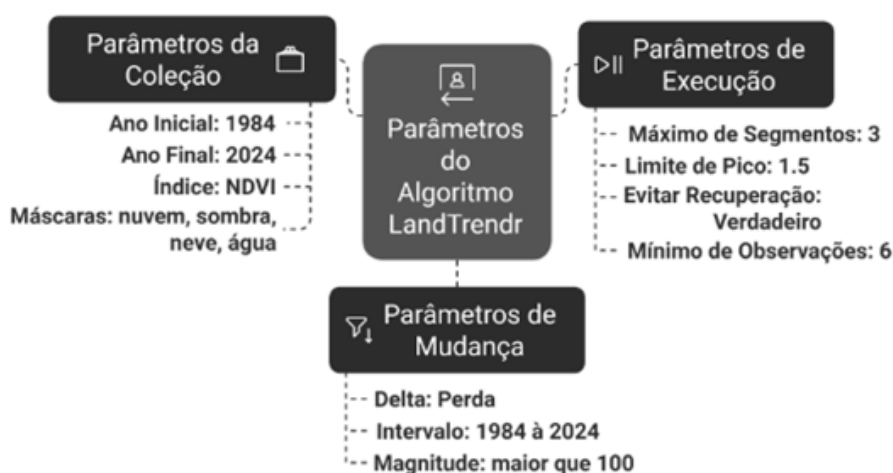 Parâmetros da
Coleção
Ano Inicial: 1984
Ano Final: 2024
Índice: NDVI
Máscaras: nuvem, sombra,
neve, água
Parâmetros
do
Algoritmo
LandTrendr
Parâmetros de
Execução
Máximo de Segmentos: 3
Limite de Pico: 1.5
Evitar Recuperação:
Verdadeiro
Mínimo de Observações: 6
Parâmetros de
Mudança
Delta: Perda
Intervalo: 1984 à 2024
Magnitude: maior que 100